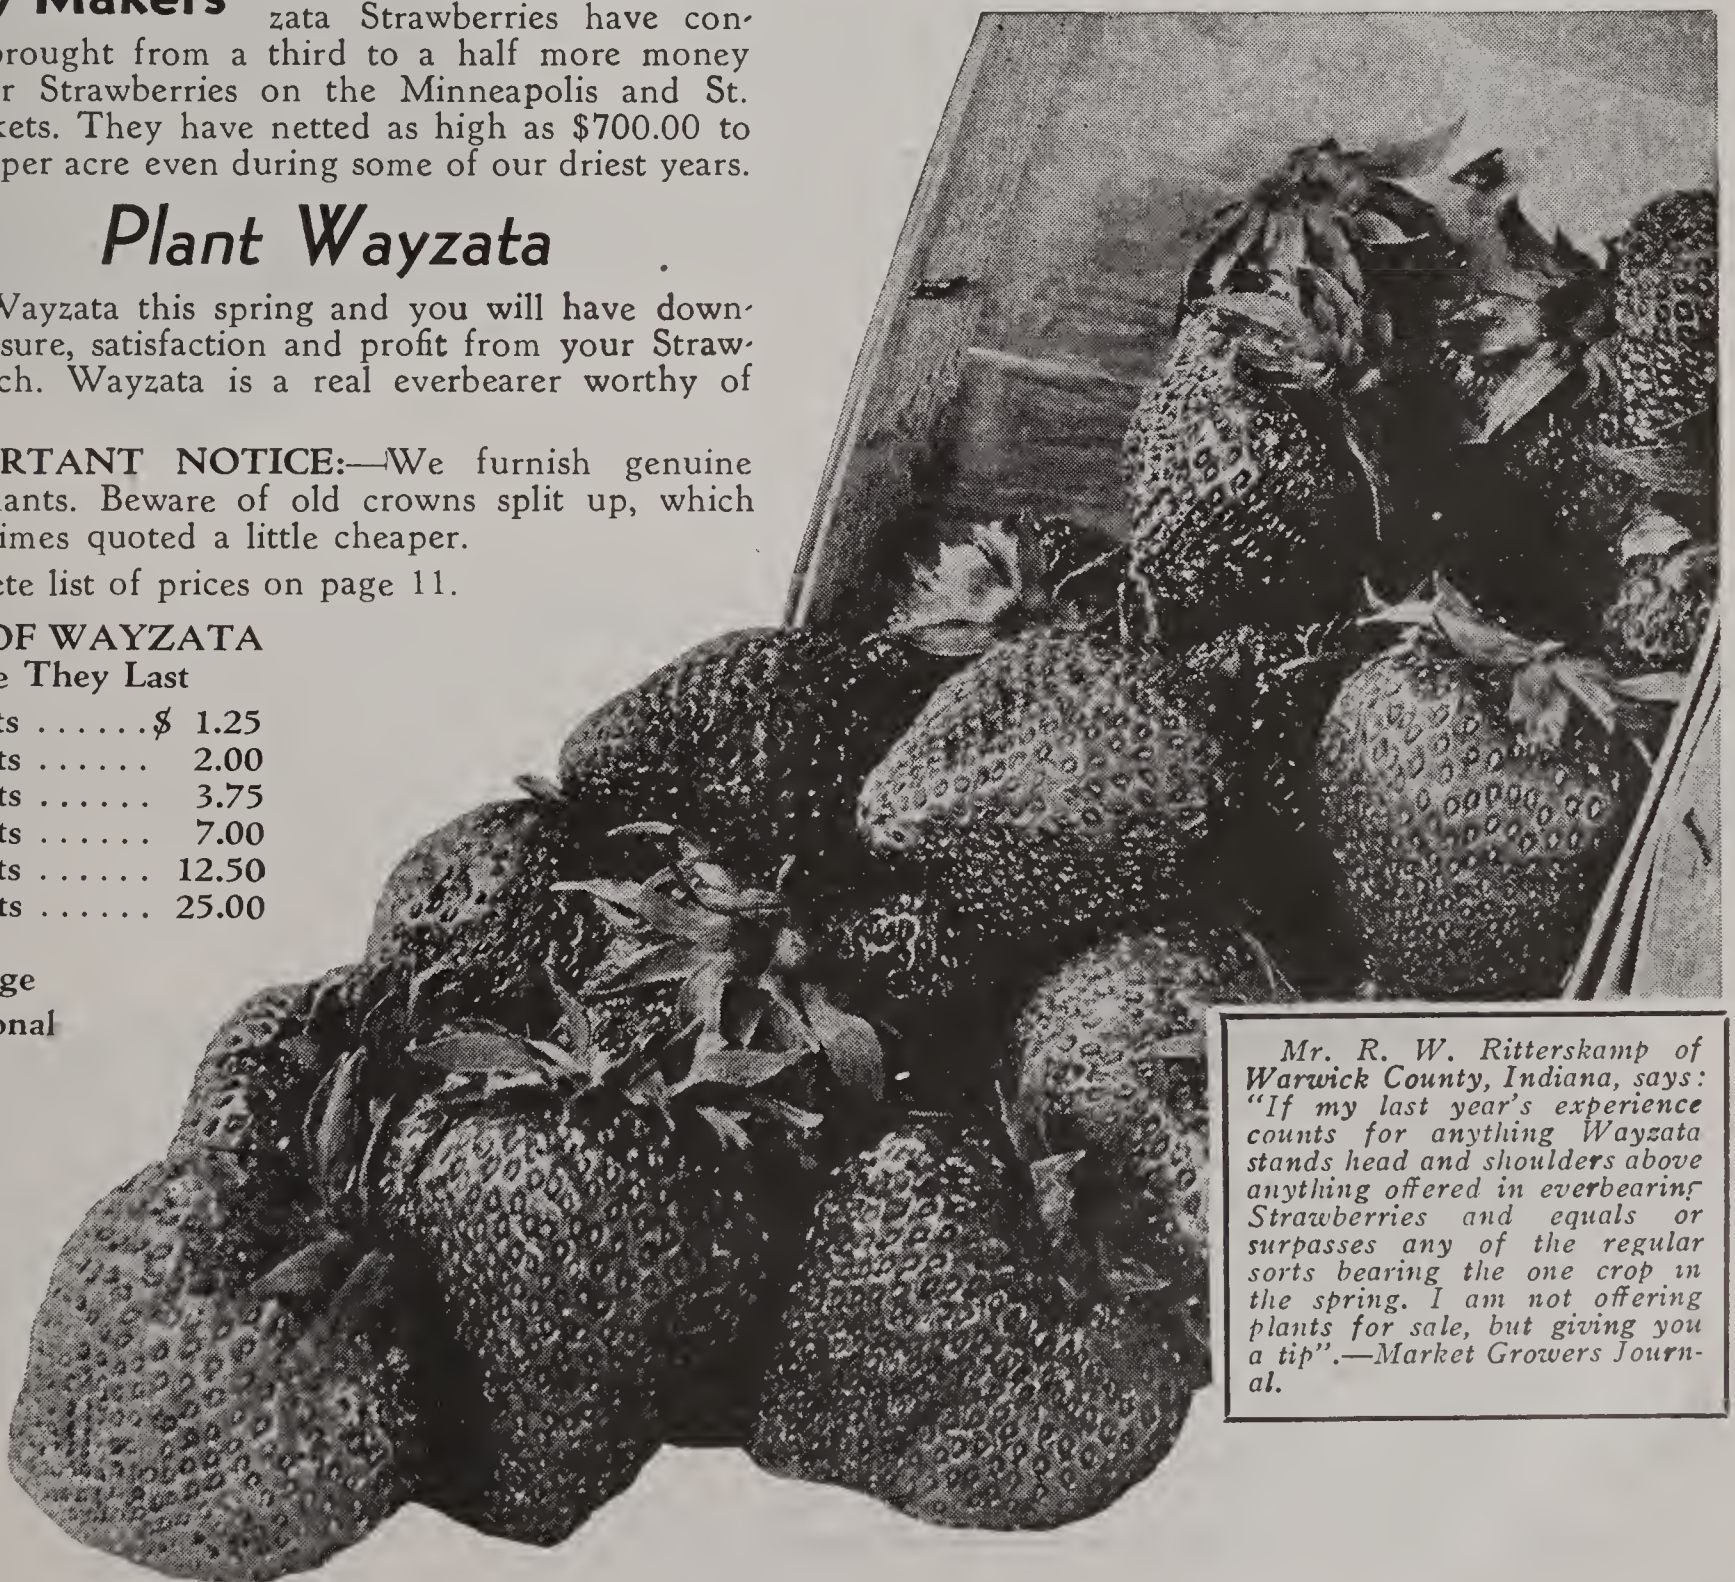 Makers
zata Strawberries have con-
rought from a third to a half more money
r Strawberries on the Minneapolis and St.
kets. They have netted as high as $700.00 to
per acre even during some of our driest years.
Plant Wayzata
Wayzata this spring and you will have down-
sure, satisfaction and profit from your Straw-
ch. Wayzata is a real everbearer worthy of
RTANT NOTICE:—We furnish genuine
lants. Beware of old crowns split up, which
imes quoted a little cheaper.
ete list of prices on page 11.
OF WAYZATA
e They Last
ts ......$ 1.25
ts ...... 2.00
ts ...... 3.75
ts ...... 7.00
ts ...... 12.50
ts ...... 25.00
ge
onal
Mr. R. W. Ritterskamp of
Warwick County, Indiana, says:
"If my last year's experience
counts for anything Wayzata
stands head and shoulders above
anything offered in everbearing
Strawberries and equals or
surpasses any of the regular
sorts bearing the one crop in
the spring. I am not offering
plants for sale, but giving you
a tip".—Market Growers Journ-
al.